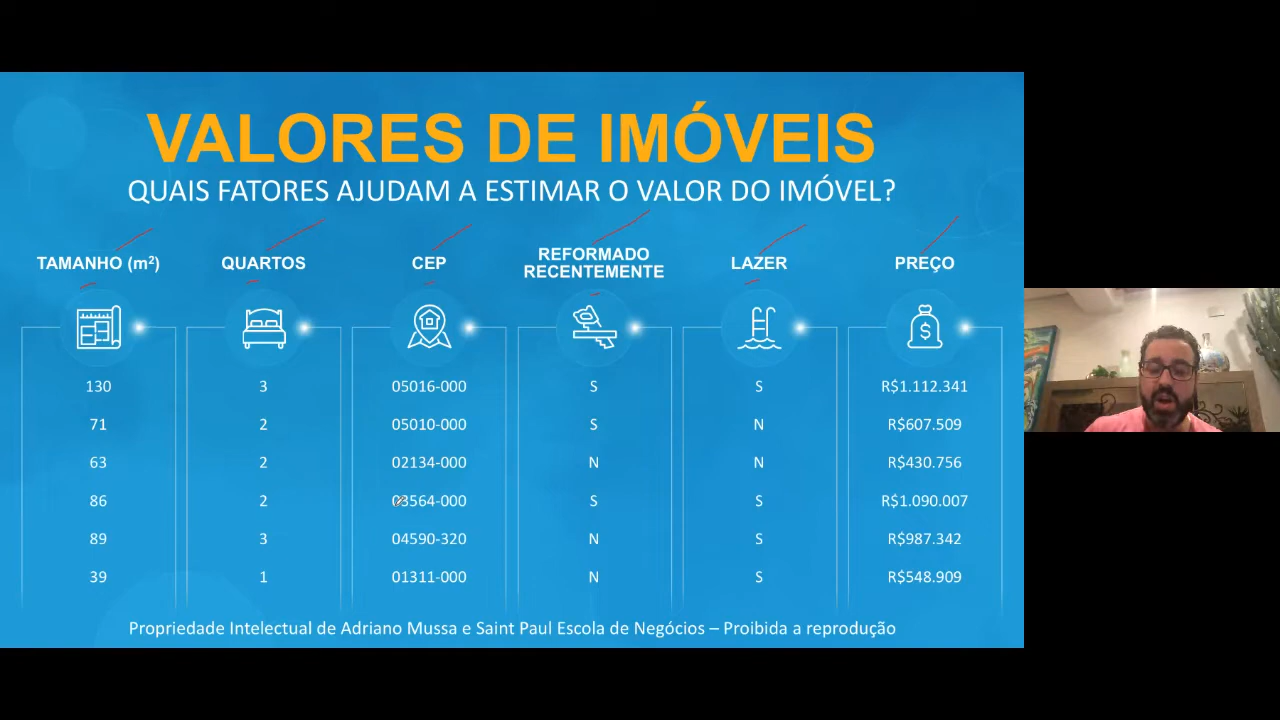 VALORES DE IMÓVEIS
QUAIS FATORES AJUDAM A ESTIMAR O VALOR DO IMÓVEL?
TAMANHO (m²) QUARTOS CEP REFORMADO RECENTEMENTE LAZER PREÇO
$
130 3 05016-000 S S R$1.112.341
71 2 05010-000 S N R$607.509
63 2 02134-000 N N R$430.756
86 2 03564-000 S S R$1.090.007
89 3 04590-320 N S R$987.342
39 1 01311-000 N S R$548.909
Propriedade Intelectual de Adriano Mussa e Saint Paul Escola de Negócios – Proibida a reprodução